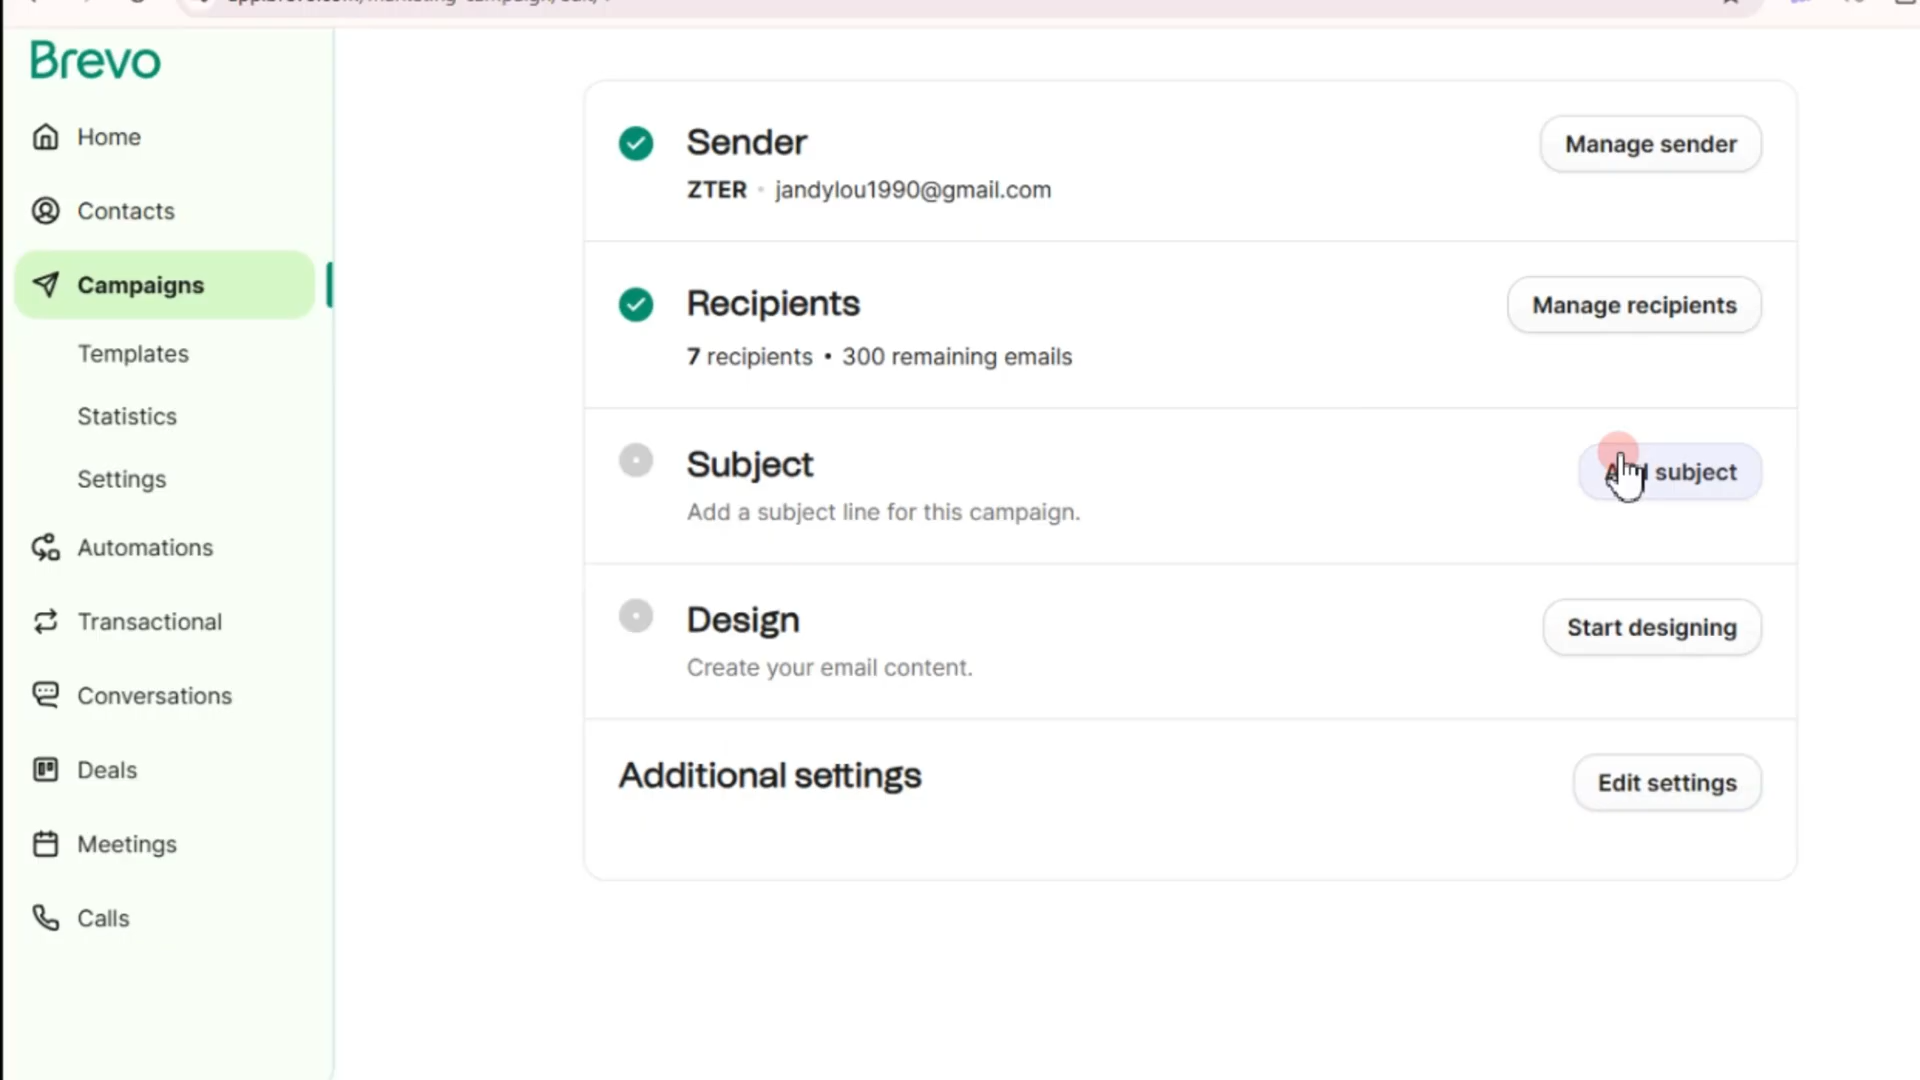 Brevo
Home
Contacts
Campaigns
Templates
Statistics
Settings
Automations
Transactional
Conversations
Deals
Meetings
Calls
Sender
Manage sender
ZTER • jandylou1990@gmail.com
Recipients
Manage recipients
7 recipients • 300 remaining emails
Subject
subject
Add a subject line for this campaign.
Design
Start designing
Create your email content.
Additional settings
Edit settings